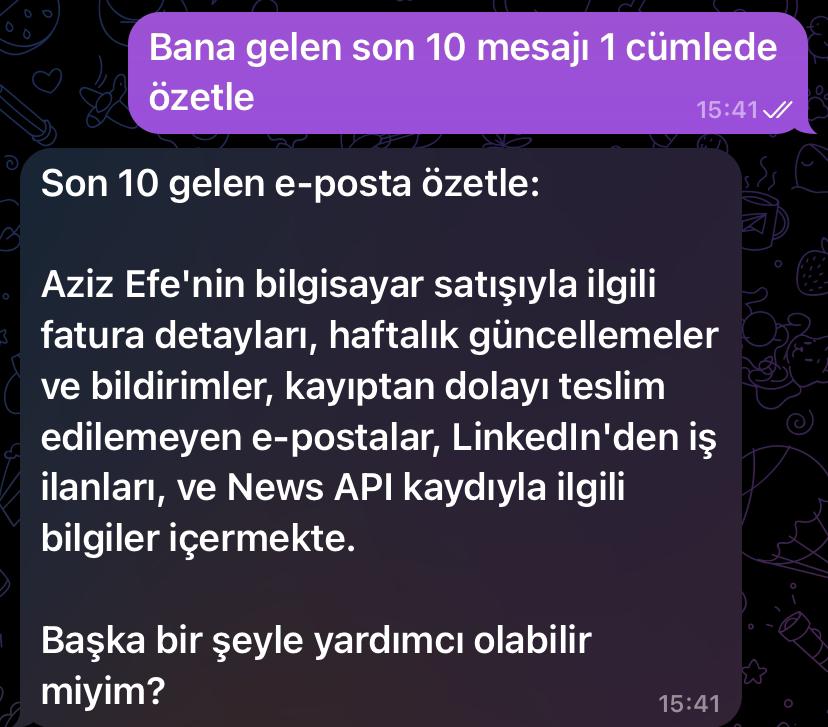 Bana gelen son 10 mesajı 1 cümlede
özetle
15:41
Son 10 gelen e-posta özetle:
Aziz Efe'nin bilgisayar satışıyla ilgili
fatura detayları, haftalık güncellemeler
ve bildirimler, kayıptan dolayı teslim
edilemeyen e-postalar, LinkedIn'den iş
ilanları, ve News API kaydıyla ilgili
bilgiler içermekte.
Başka bir şeyle yardımcı olabilir
miyim?
15:41